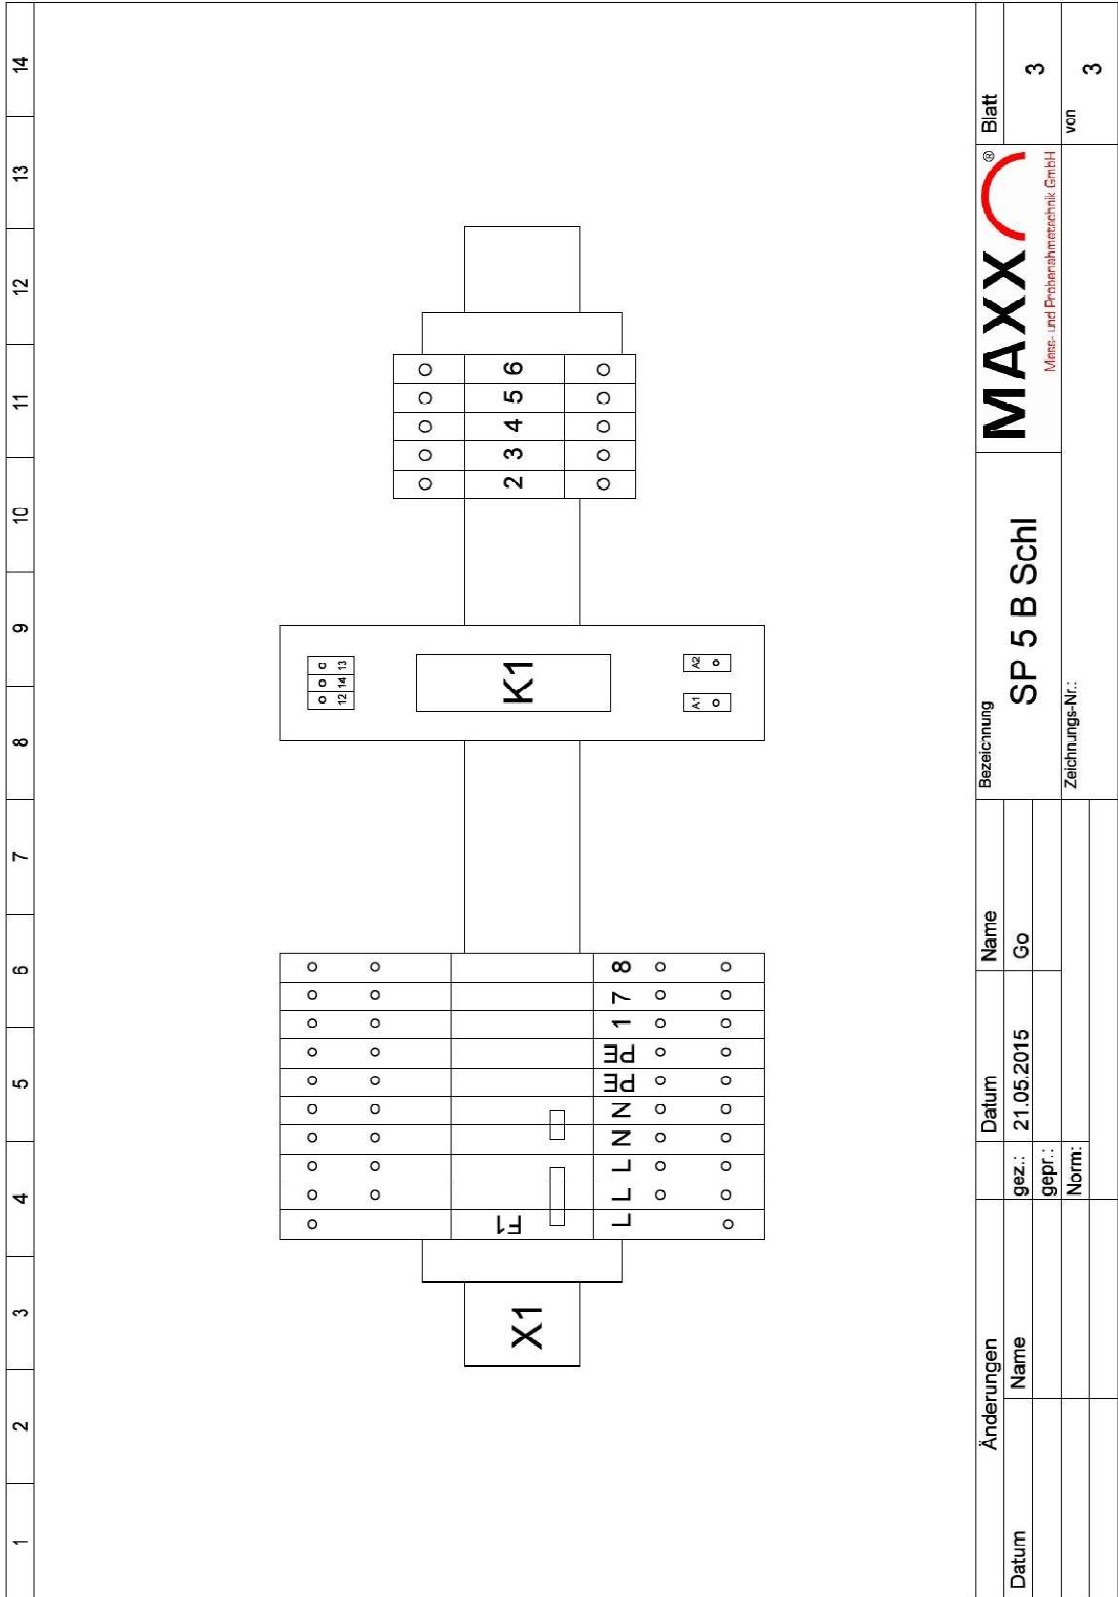 1 2 3 4 5 6 7 8 9 10 11 12 13 14
X1
F1
L L L N N PE PE 1 7 8
12 14 13
K1
A1 A2
2 3 4 5 6
Änderungen
Datum Name
Datum Name
gez.: 21.05.2015 Go
gepr.:
Norm:
Bezeichnung
SP 5 B Schl
Zeichnungs-Nr.:
MAXX ®
Mess- und Probenahmetechnik GmbH
Blatt
3
von
3